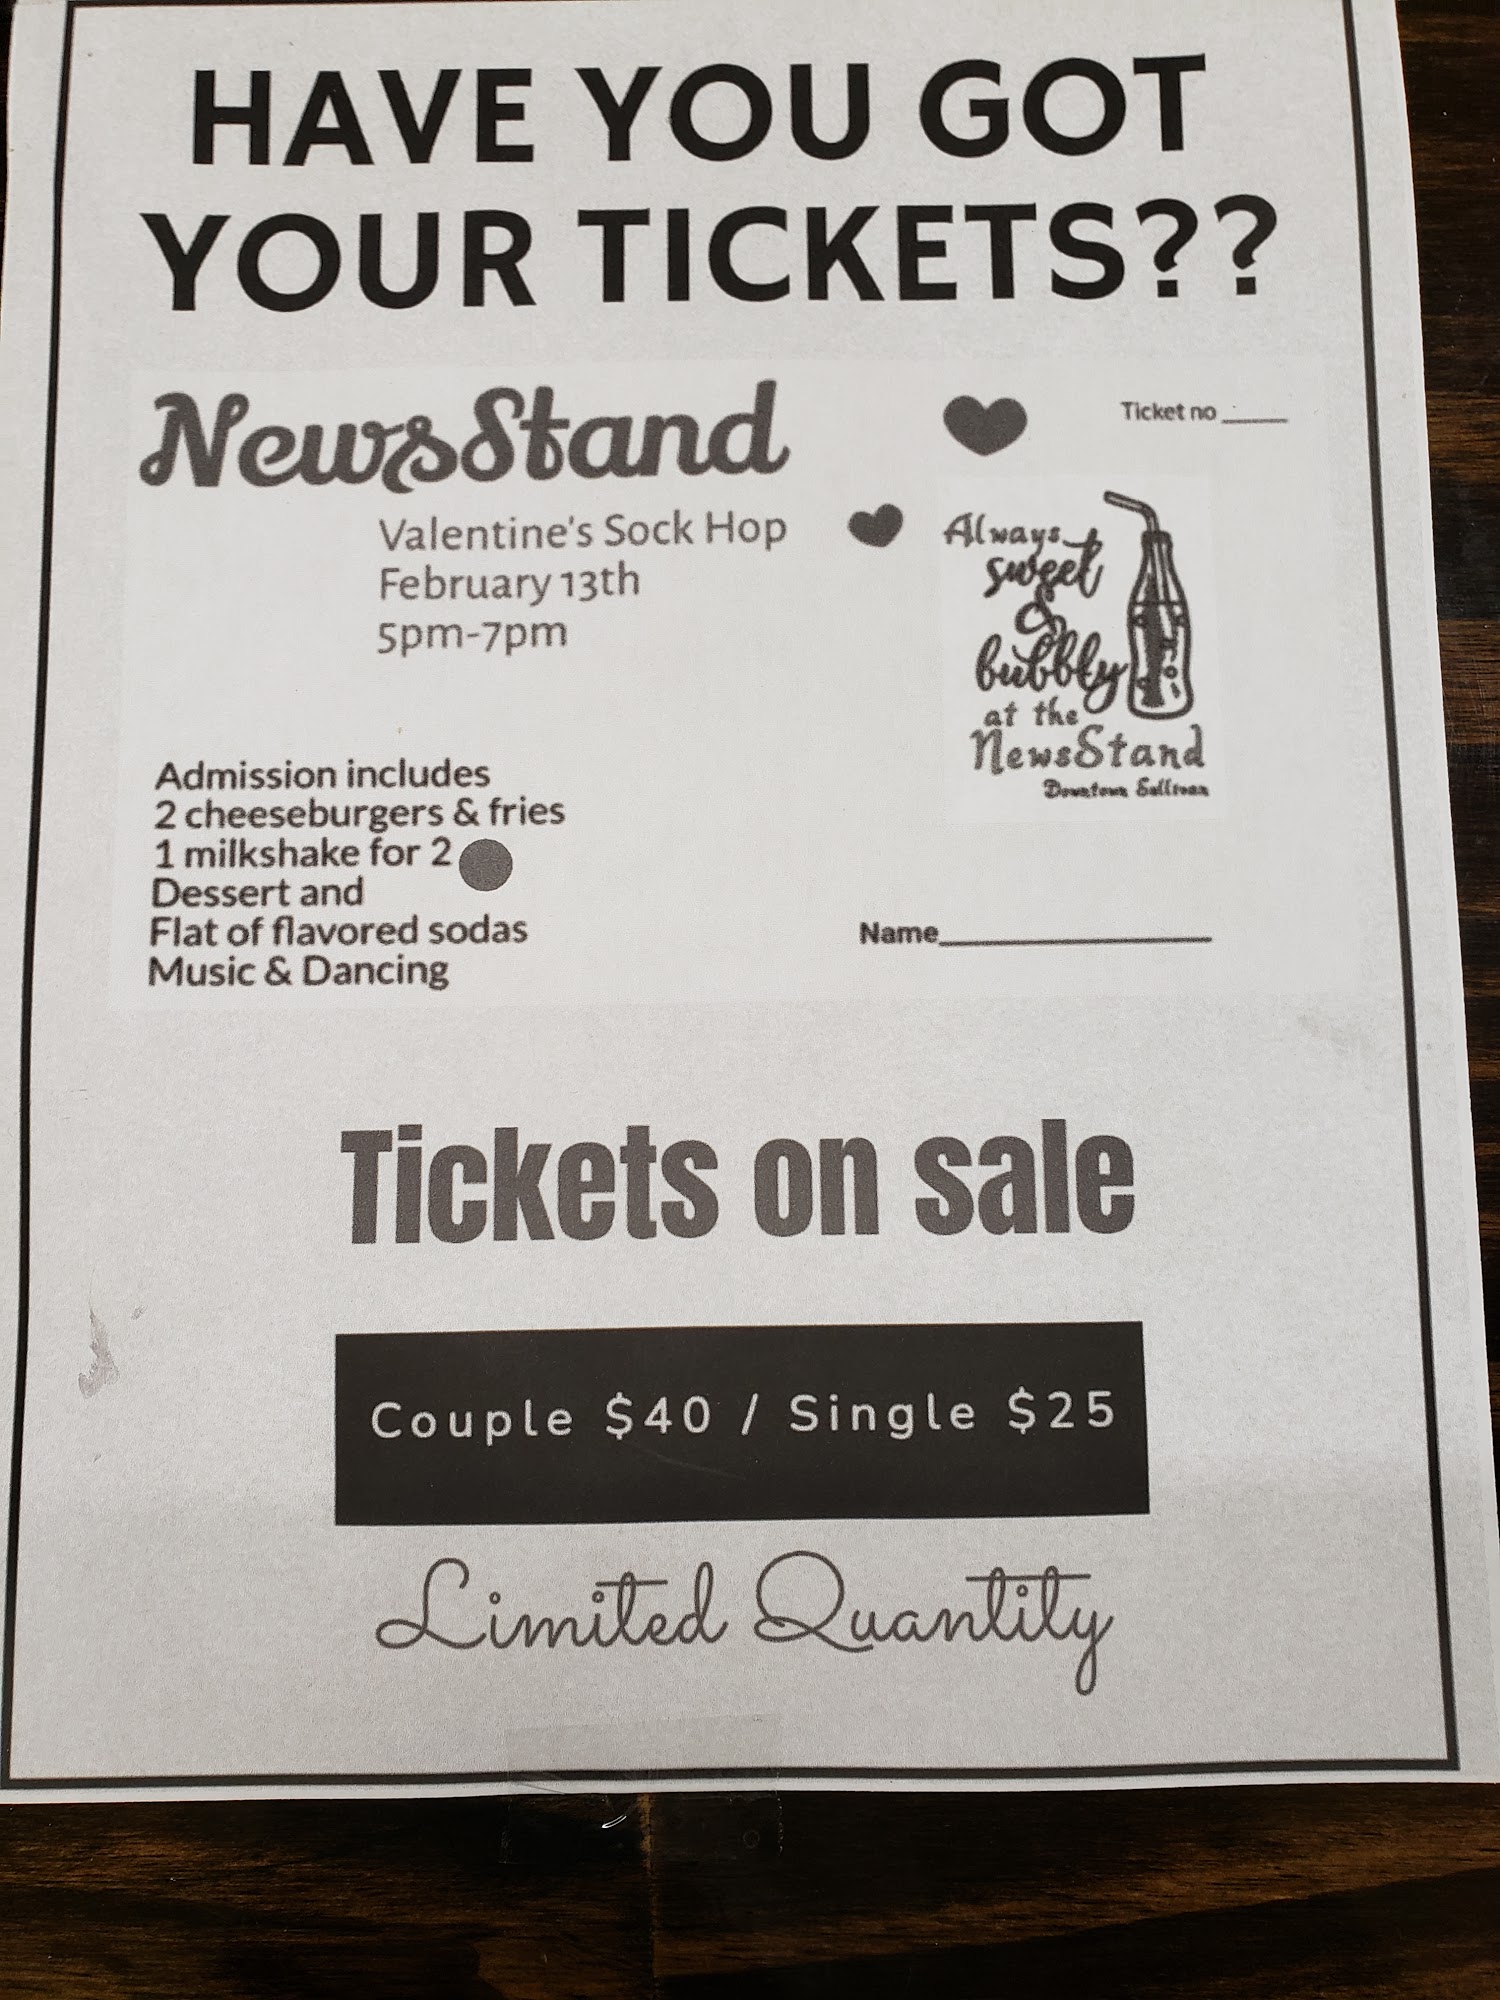 HAVE YOU GOT
YOUR TICKETS??
NewsStand
Ticket no_____
Valentine's Sock Hop
February 13th
5pm-7pm
Always
sweet
&
bubbly
at the
NewsStand
Downtown Sullivan
Admission includes
2 cheeseburgers & fries
1 milkshake for 2
Dessert and
Flat of flavored sodas
Music & Dancing
Name_________________
Tickets on sale
Couple $40 / Single $25
Limited Quantity